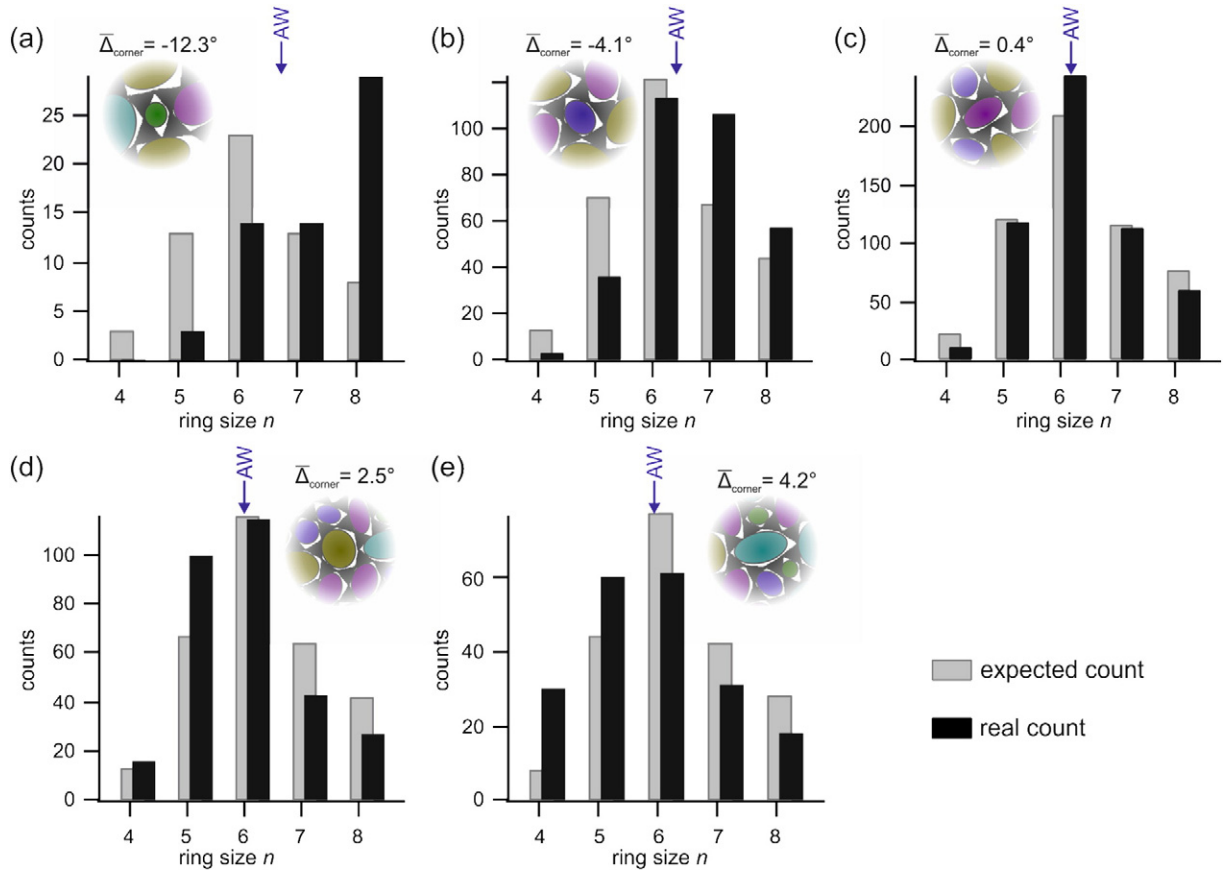 (a)
Δ̅corner= -12.3°
AW
25
20
15
10
5
0
counts
4 5 6 7 8
ring size n
(b)
Δ̅corner= -4.1°
AW
120
100
80
60
40
20
0
counts
4 5 6 7 8
ring size n
(c)
Δ̅corner= 0.4°
AW
200
150
100
50
0
counts
4 5 6 7 8
ring size n
(d)
AW
Δ̅corner= 2.5°
100
80
60
40
20
0
counts
4 5 6 7 8
ring size n
(e)
AW
Δ̅corner= 4.2°
60
40
20
0
counts
4 5 6 7 8
ring size n
expected count
real count